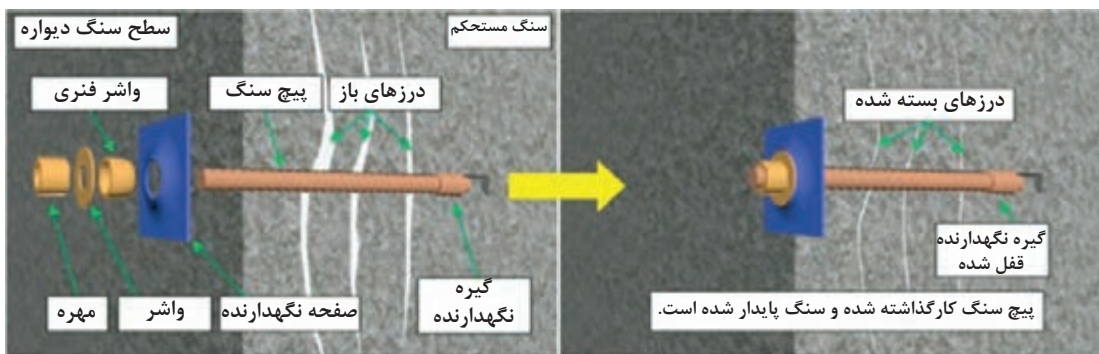 سطح سنگ دیواره
سنگ مستحکم
واشر فنری
پیچ سنگ
درزهای باز
درزهای بسته شده
مهره
واشر
صفحه نگهدارنده
گیره
نگهدارنده
گیره نگهدارنده
قفل شده
پیچ سنگ کارگذاشته شده و سنگ پایدار شده است.